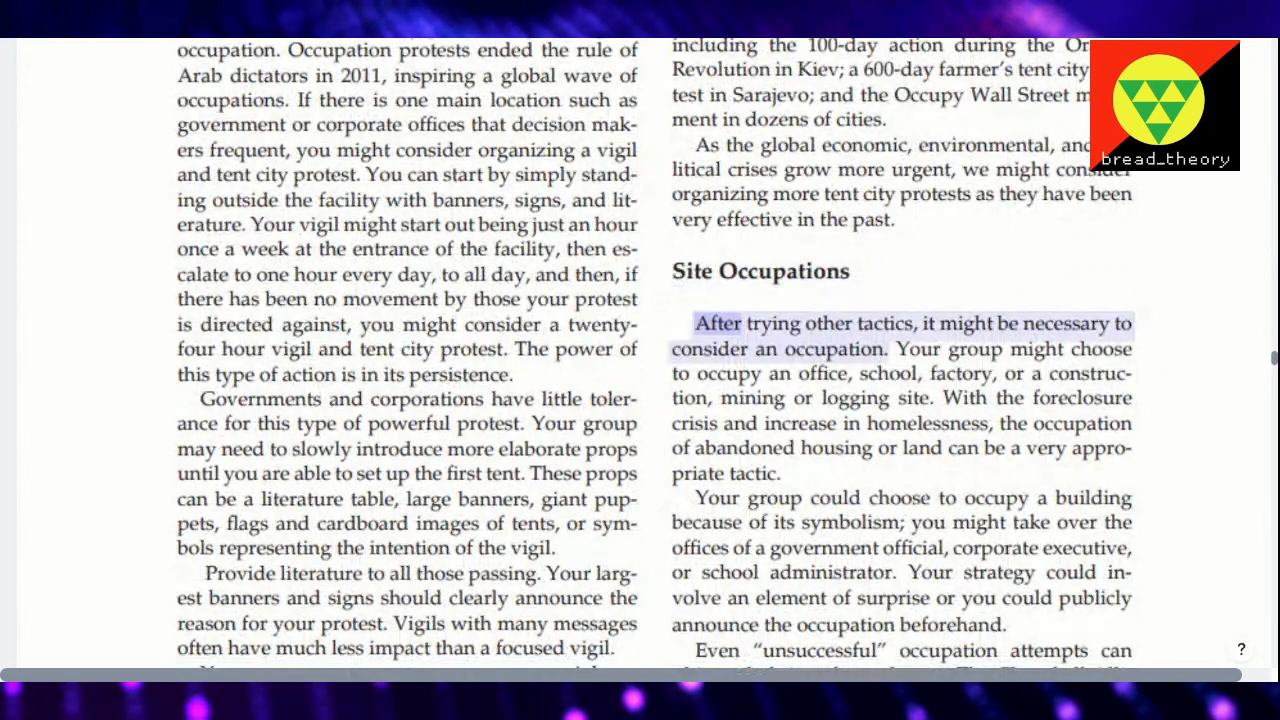 occupation. Occupation protests ended the rule of
Arab dictators in 2011, inspiring a global wave of
occupations. If there is one main location such as
government or corporate offices that decision mak-
ers frequent, you might consider organizing a vigil
and tent city protest. You can start by simply stand-
ing outside the facility with banners, signs, and lit-
erature. Your vigil might start out being just an hour
once a week at the entrance of the facility, then es-
calate to one hour every day, to all day, and then, if
there has been no movement by those your protest
is directed against, you might consider a twenty-
four hour vigil and tent city protest. The power of
this type of action is in its persistence.
Governments and corporations have little toler-
ance for this type of powerful protest. Your group
may need to slowly introduce more elaborate props
until you are able to set up the first tent. These props
can be a literature table, large banners, giant pup-
pets, flags and cardboard images of tents, or sym-
bols representing the intention of the vigil.
Provide literature to all those passing. Your larg-
est banners and signs should clearly announce the
reason for your protest. Vigils with many messages
often have much less impact than a focused vigil.
including the 100-day action during the Or
Revolution in Kiev; a 600-day farmer's tent city
test in Sarajevo; and the Occupy Wall Street m
ment in dozens of cities.
As the global economic, environmental, and
litical crises grow more urgent, we might consider
organizing more tent city protests as they have been
very effective in the past.
Site Occupations
After trying other tactics, it might be necessary to
consider an occupation. Your group might choose
to occupy an office, school, factory, or a construc-
tion, mining or logging site. With the foreclosure
crisis and increase in homelessness, the occupation
of abandoned housing or land can be a very appro-
priate tactic.
Your group could choose to occupy a building
because of its symbolism; you might take over the
offices of a government official, corporate executive,
or school administrator. Your strategy could in-
volve an element of surprise or you could publicly
announce the occupation beforehand.
Even "unsuccessful" occupation attempts can
bread_theory
?